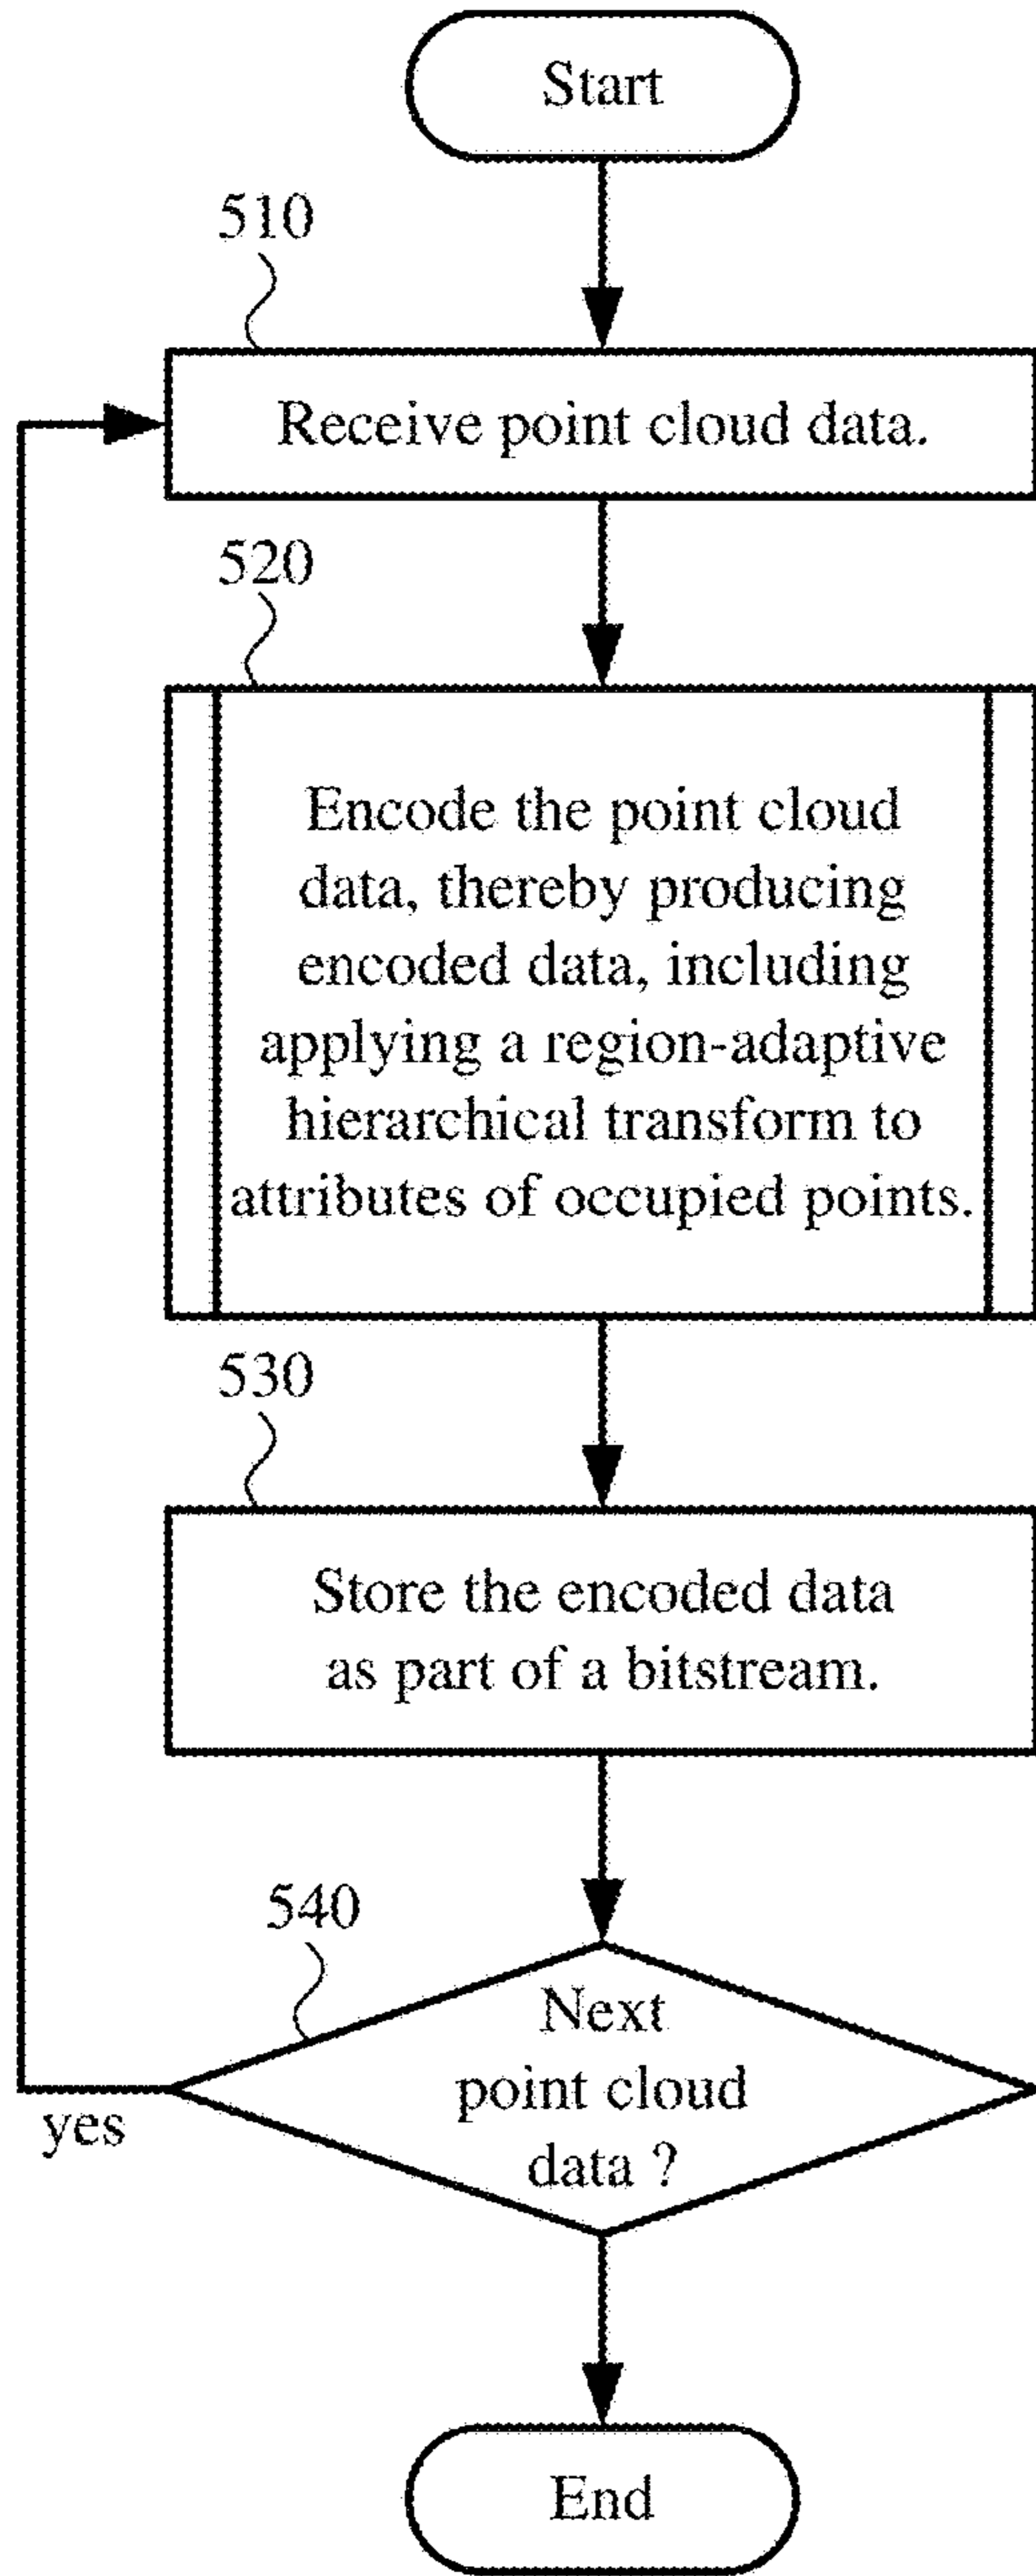 Start
510
Receive point cloud data.
520
Encode the point cloud
data, thereby producing
encoded data, including
applying a region-adaptive
hierarchical transform to
attributes of occupied points.
530
Store the encoded data
as part of a bitstream.
540
Next
point cloud
data ?
yes
End